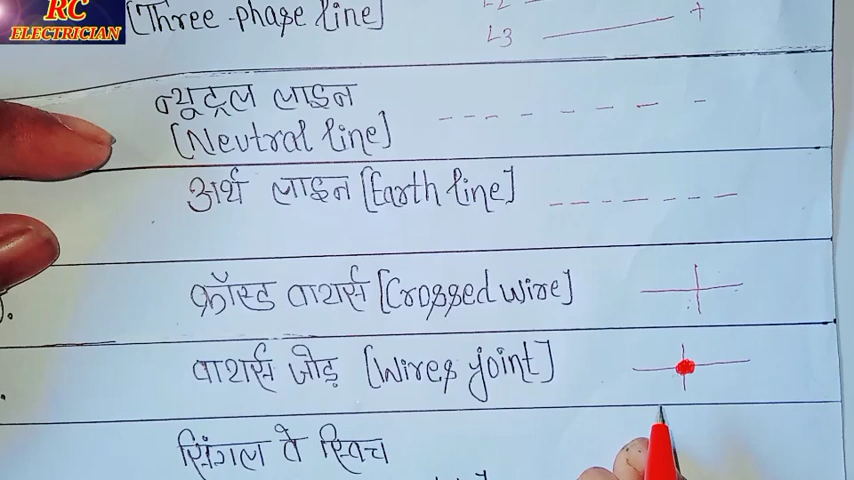 RC
ELECTRICIAN
[Three-phase line]
L3
+
न्यूट्रल लाइन
[Neutral line]
अर्थ लाइन [Earth line]
क्रॉस्ड वायर्स [Crossed wire]
वायर्स जोड़ [Wires joint]
सिंगल वे स्विच